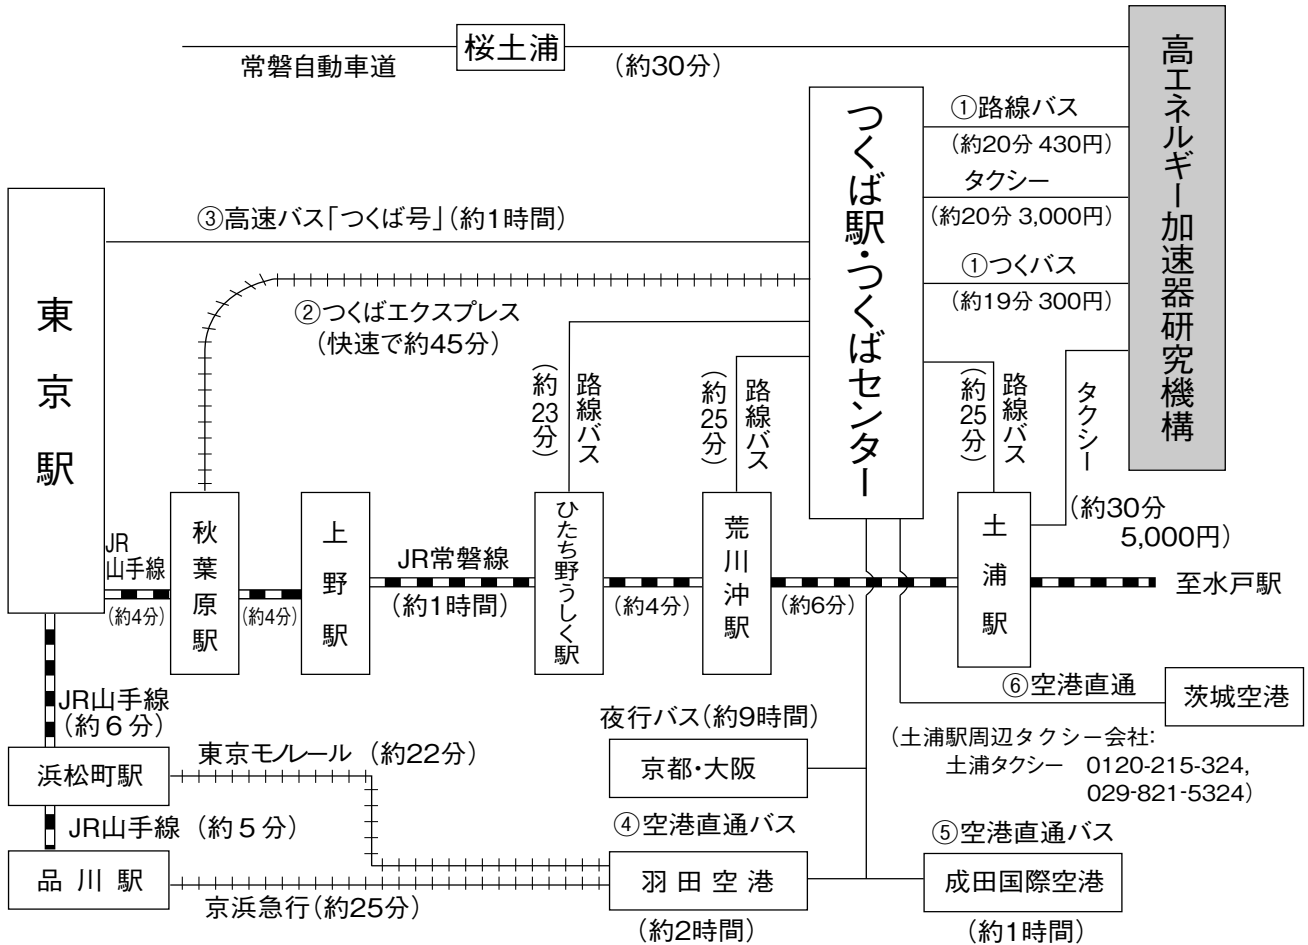 桜土浦
常磐自動車道
(約30分)
高エネルギー加速器研究機構
つくば駅・つくばセンター
①路線バス
(約20分 430円)
タクシー
(約20分 3,000円)
①つくバス
(約19分 300円)
③高速バス「つくば号」(約1時間)
②つくばエクスプレス
(快速で約45分)
東京駅
路線バス
(約23分)
路線バス
(約25分)
路線バス
(約25分)
タクシー
(約30分
5,000円)
JR
山手線
(約4分)
秋葉原駅
(約4分)
上野駅
JR常磐線
(約1時間)
ひたち野うしく駅
(約4分)
荒川沖駅
(約6分)
土浦駅
至水戸駅
JR山手線
(約6分)
⑥空港直通
茨城空港
夜行バス(約9時間)
京都・大阪
(土浦駅周辺タクシー会社:
土浦タクシー 0120-215-324,
029-821-5324)
浜松町駅
東京モノレール (約22分)
JR山手線 (約5分)
④空港直通バス
⑤空港直通バス
品川駅
京浜急行(約25分)
羽田空港
(約2時間)
成田国際空港
(約1時間)